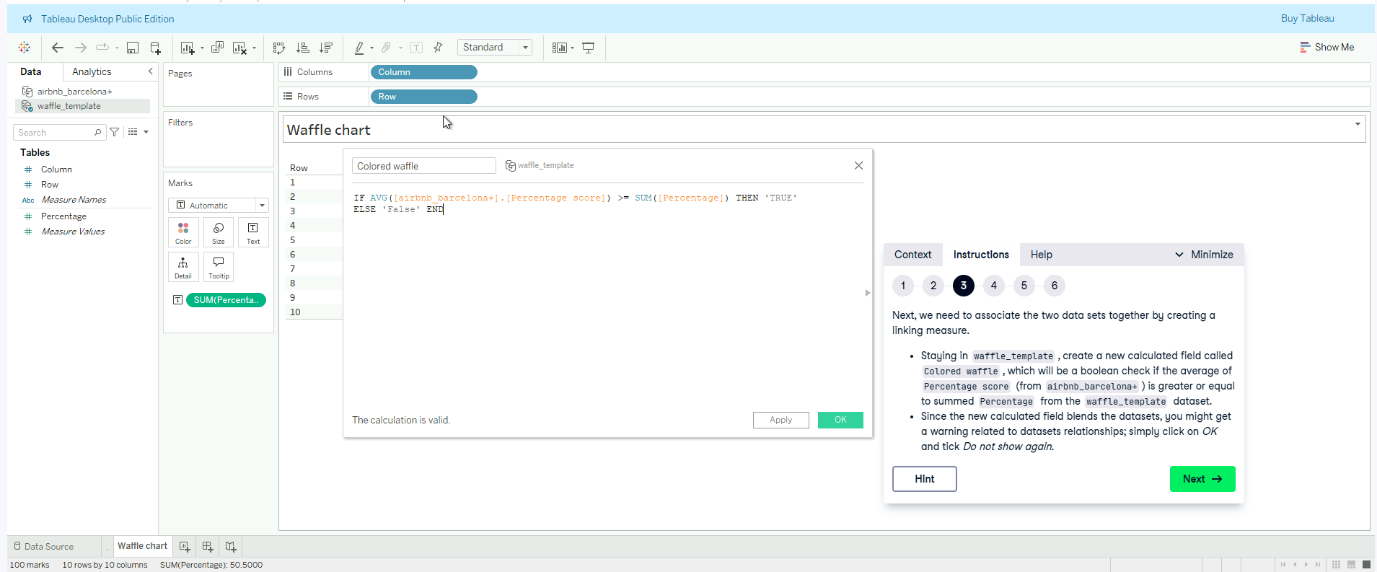 Tableau Desktop Public Edition
Buy Tableau
Standard
Show Me
Data
Analytics
airbnb_barcelona+
waffle_template
Search
Tables
Column
Row
Abc Measure Names
Percentage
Measure Values
Pages
Filters
Marks
Automatic
Color
Size
Text
Detail
Tooltip
SUM(Percenta..
Columns
Column
Rows
Row
Waffle chart
Row
1
2
3
4
5
6
7
8
9
10
Colored waffle
waffle_template
IF AVG([airbnb_barcelona+].[Percentage score]) >= SUM([Percentage]) THEN 'TRUE'
ELSE 'False' END
The calculation is valid.
Apply
OK
Context
Instructions
Help
Minimize
1 2 3 4 5 6
Next, we need to associate the two data sets together by creating a
linking measure.
• Staying in waffle_template , create a new calculated field called
Colored waffle , which will be a boolean check if the average of
Percentage score (from airbnb_barcelona+ ) is greater or equal
to summed Percentage from the waffle_template dataset.
• Since the new calculated field blends the datasets, you might get
a warning related to datasets relationships; simply click on OK
and tick Do not show again.
Hint
Next →
Data Source
Waffle chart
100 marks
10 rows by 10 columns
SUM(Percentage): 50.5000